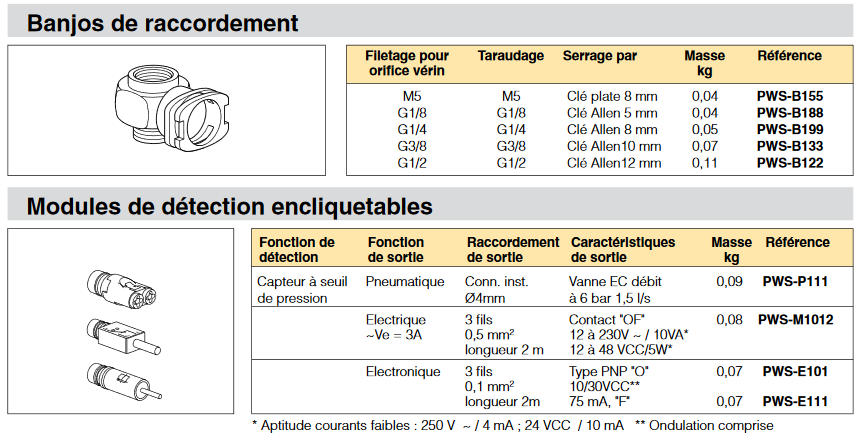 Banjos de raccordement
Filetage pour orifice vérin Taraudage Serrage par Masse kg Référence
M5 M5 Clé plate 8 mm 0,04 PWS-B155
G1/8 G1/8 Clé Allen 5 mm 0,04 PWS-B188
G1/4 G1/4 Clé Allen 8 mm 0,05 PWS-B199
G3/8 G3/8 Clé Allen10 mm 0,07 PWS-B133
G1/2 G1/2 Clé Allen12 mm 0,11 PWS-B122
Modules de détection encliquetables
Fonction de Fonction Raccordement Caractéristiques Masse Référence
détection de sortie de sortie de sortie kg
Capteur à seuil Pneumatique Conn. inst. Vanne EC débit 0,09 PWS-P111
de pression Ø4mm à 6 bar 1,5 l/s
Electrique 3 fils Contact "OF" 0,08 PWS-M1012
~Ve = 3A 0,5 mm² 12 à 230V ~ / 10VA*
longueur 2 m 12 à 48 VCC/5W*
Electronique 3 fils Type PNP "O" 0,07 PWS-E101
0,1 mm² 10/30VCC**
longueur 2m 75 mA, "F" 0,07 PWS-E111
* Aptitude courants faibles : 250 V ~ / 4 mA ; 24 VCC / 10 mA ** Ondulation comprise